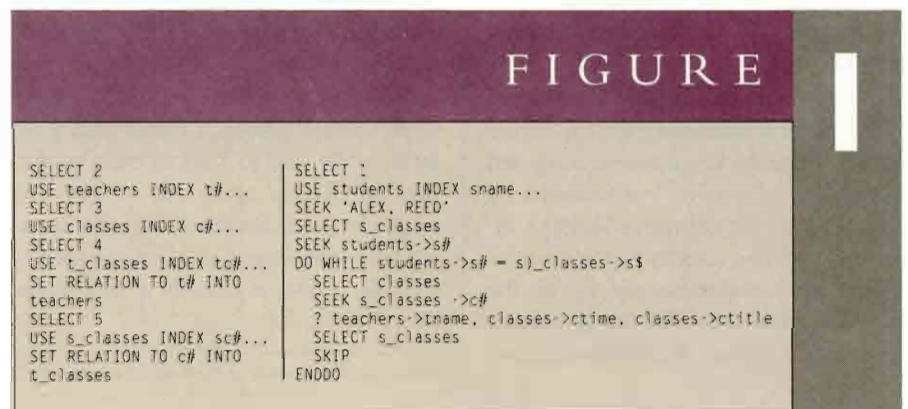 FIGURE
1
SELECT 2
USE teachers INDEX t#...
SELECT 3
USE classes INDEX c#...
SELECT 4
USE t_classes INDEX tc#...
SET RELATION TO t# INTO
teachers
SELECT 5
USE s_classes INDEX sc#...
SET RELATION TO c# INTO
t_classes
SELECT 1
USE students INDEX sname...
SEEK 'ALEX, REED'
SELECT s_classes
SEEK students->s#
DO WHILE students->s# = s)_classes->s$
SELECT classes
SEEK s_classes ->c#
? teachers->tname, classes->ctime, classes->ctitle
SELECT s_classes
SKIP
ENDDO